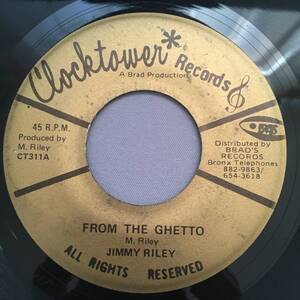 Clocktower* Records
A Brad Production
45 R.P.M.
Produced by
M. Riley
CT311A
Distributed by
BRAD'S
RECORDS
Bronx Telephones
882-9863/
654-3618
FROM THE GHETTO
M. Riley
JIMMY RILEY
ALL RIGHTS RESERVED